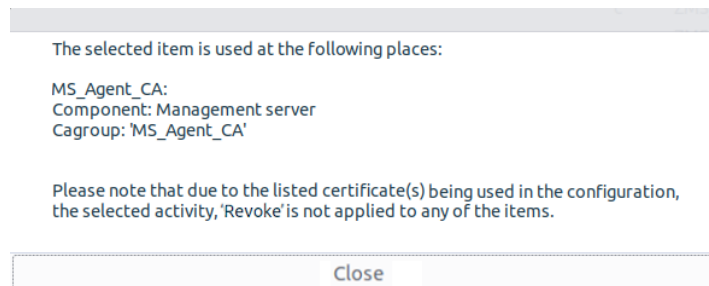 The selected item is used at the following places:
MS_Agent_CA:
Component: Management server
Cagroup: 'MS_Agent_CA'
Please note that due to the listed certificate(s) being used in the configuration,
the selected activity, 'Revoke' is not applied to any of the items.
Close